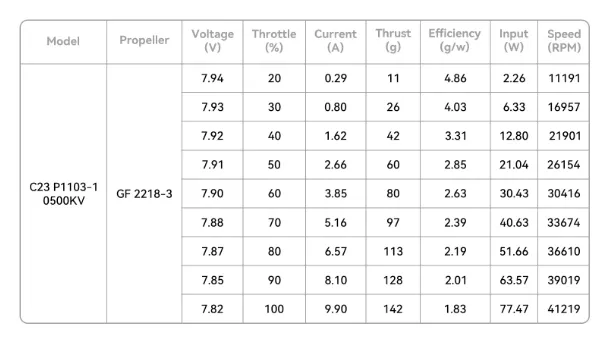 Model Propeller Voltage (V) Throttle (%) Current (A) Thrust (g) Efficiency (g/w) Input (W) Speed (RPM)
C23 P1103-1
0500KV
GF 2218-3
7.94 20 0.29 11 4.86 2.26 11191
7.93 30 0.80 26 4.03 6.33 16957
7.92 40 1.62 42 3.31 12.80 21901
7.91 50 2.66 60 2.85 21.04 26154
7.90 60 3.85 80 2.63 30.43 30416
7.88 70 5.16 97 2.39 40.63 33674
7.87 80 6.57 113 2.19 51.66 36610
7.85 90 8.10 128 2.01 63.57 39019
7.82 100 9.90 142 1.83 77.47 41219